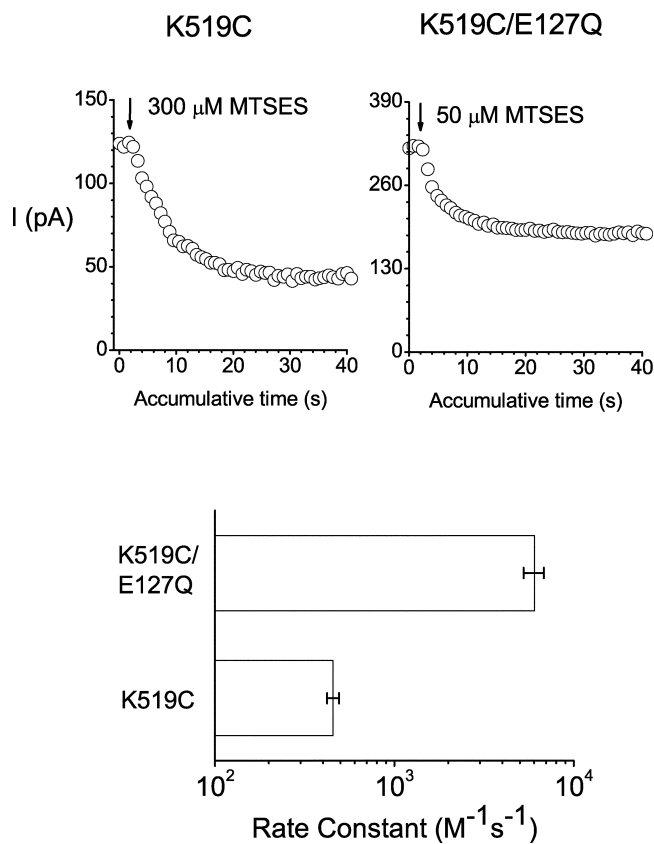 K519C
K519C/E127Q
150
100
50
0
I (pA)
300 μM MTSES
0 10 20 30 40
Accumulative time (s)
390
260
130
0
50 μM MTSES
0 10 20 30 40
Accumulative time (s)
K519C/
E127Q
K519C
10² 10³ 10⁴
Rate Constant (M⁻¹s⁻¹)